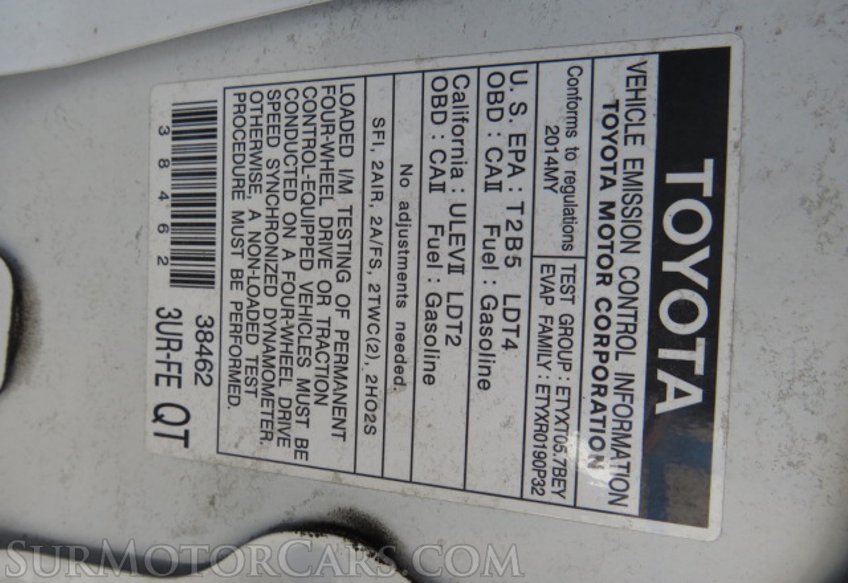 TOYOTA
VEHICLE EMISSION CONTROL INFORMATION
TOYOTA MOTOR CORPORATION
Conforms to regulations
2014MY
TEST GROUP : ETYXT05.7BEY
EVAP FAMILY : ETYXR0190P32
U. S. EPA : T2B5 LDT4
OBD : CAII Fuel : Gasoline
California : ULEVII LDT2
OBD : CAII Fuel : Gasoline
No adjustments needed.
SFI, 2AIR, 2A/FS, 2TWC(2), 2HO2S
LOADED I/M TESTING OF PERMANENT
FOUR-WHEEL DRIVE OR TRACTION
CONTROL-EQUIPPED VEHICLES MUST BE
CONDUCTED ON A FOUR-WHEEL DRIVE
SPEED SYNCHRONIZED DYNAMOMETER.
OTHERWISE, A NON-LOADED TEST
PROCEDURE MUST BE PERFORMED.
38462
38462
3UR-FE QT
SURMOTORCARS.COM